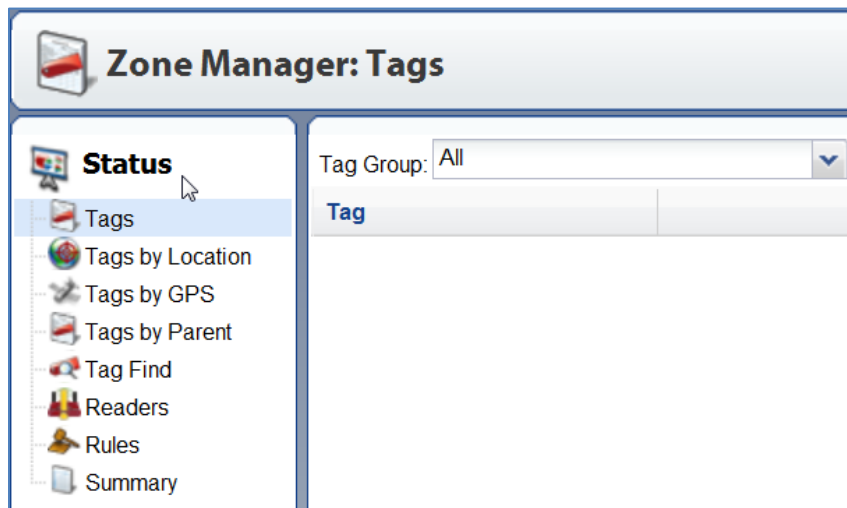 Zone Manager: Tags
Status
Tags
Tags by Location
Tags by GPS
Tags by Parent
Tag Find
Readers
Rules
Summary
Tag Group: All
Tag